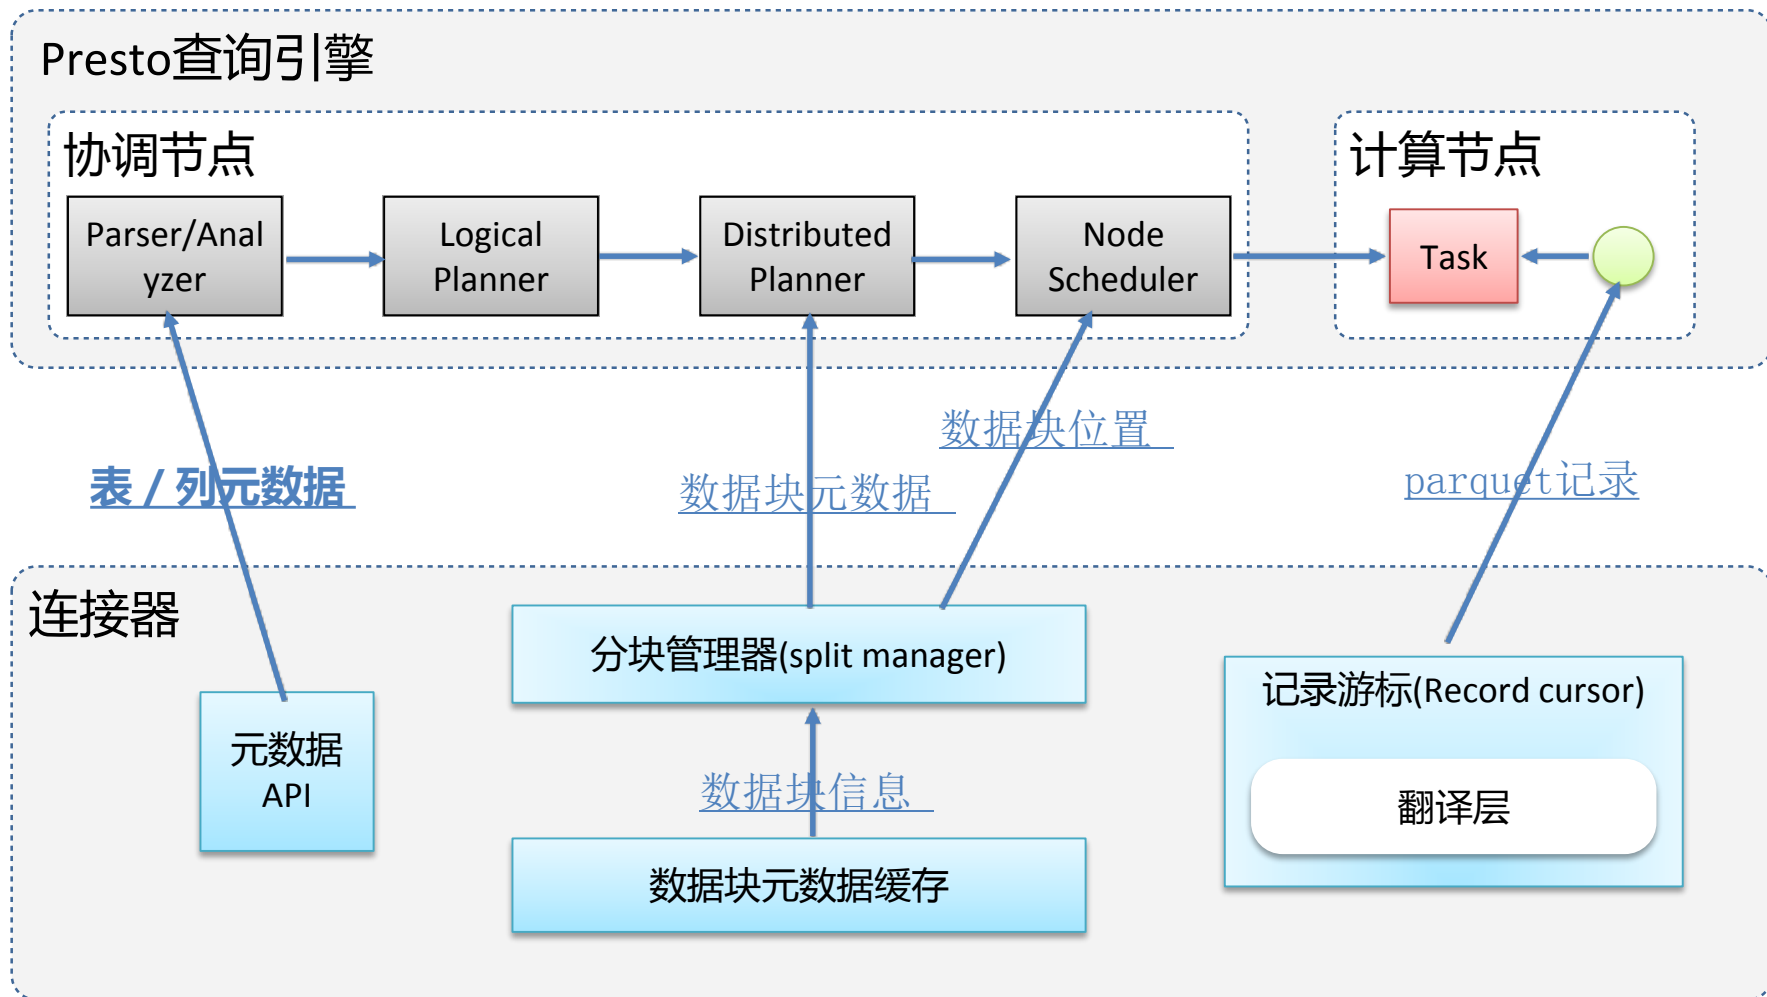 Presto查询引擎
协调节点
计算节点
Parser/Anal
yzer
Logical
Planner
Distributed
Planner
Node
Scheduler
Task
数据块位置
表 / 列元数据
数据块元数据
parquet记录
连接器
分块管理器(split manager)
记录游标(Record cursor)
元数据
API
数据块信息
翻译层
数据块元数据缓存